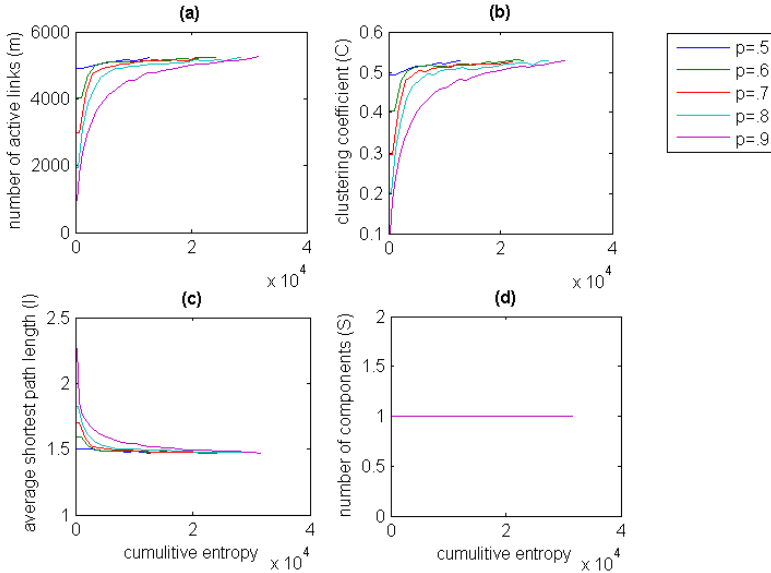 (a)
number of active links (m)
6000
4000
2000
0
0
2
4
x 10^4
(b)
clustering coefficient (C)
0.6
0.5
0.4
0.3
0.2
0.1
0
2
4
x 10^4
p=.5
p=.6
p=.7
p=.8
p=.9
(c)
average shortest path length (l)
2.5
2
1.5
1
0
2
4
cumulitive entropy
x 10^4
(d)
number of components (S)
2
1.5
1
0.5
0
0
2
4
cumulitive entropy
x 10^4